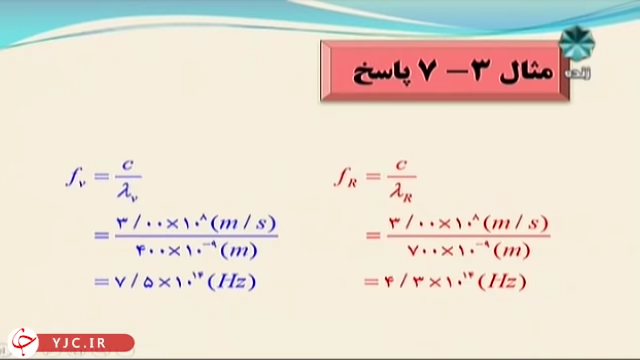 مثال ۳ – ۷ پاسخ
زنده
f_v = c / λ_v
= ۳/۰۰×۱۰^۸ (m/s) / ۴۰۰×۱۰^−۹ (m)
= ۷/۵×۱۰^۱۴ (Hz)
f_R = c / λ_R
= ۳/۰۰×۱۰^۸ (m/s) / ۷۰۰×۱۰^−۹ (m)
= ۴/۳×۱۰^۱۴ (Hz)
YJC.IR